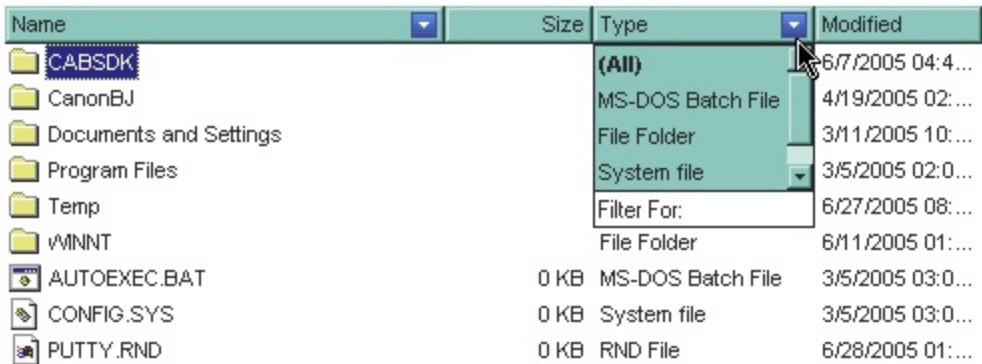 Name Size Type Modified
CABSDK (All) 6/7/2005 04:4...
CanonBJ MS-DOS Batch File 4/19/2005 02:...
Documents and Settings File Folder 3/11/2005 10:...
Program Files System file 3/5/2005 02:0...
Temp Filter For: 6/27/2005 08:...
WINNT File Folder 6/11/2005 01:...
AUTOEXEC.BAT 0 KB MS-DOS Batch File 3/5/2005 03:0...
CONFIG.SYS 0 KB System file 3/5/2005 03:0...
PUTTY.RND 0 KB RND File 6/28/2005 01:...